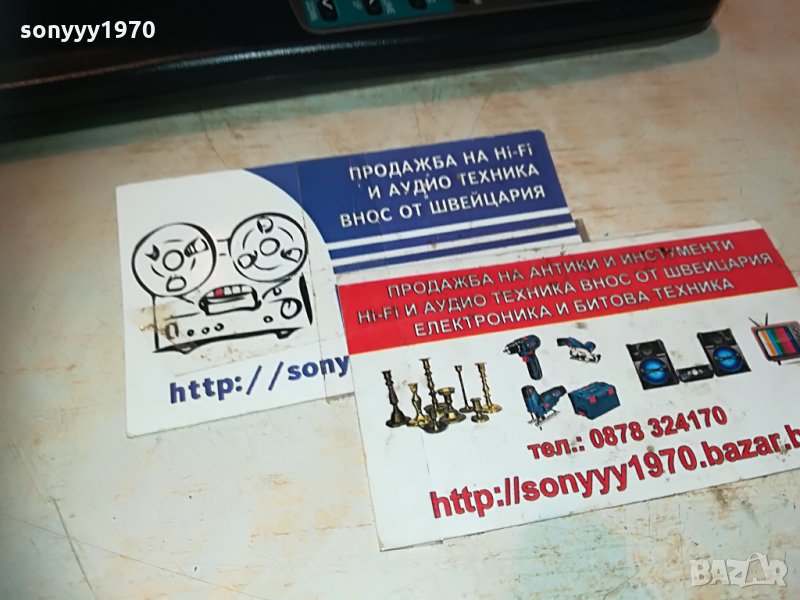 sonyyy1970
ПРОДАЖБА НА Hi-Fi
И АУДИО ТЕХНИКА
ВНОС ОТ ШВЕЙЦАРИЯ
http://sony
ПРОДАЖБА НА АНТИКИ И ИНСТРУМЕНТИ
Hi-Fi И АУДИО ТЕХНИКА ВНОС ОТ ШВЕЙЦАРИЯ
ЕЛЕКТРОНИКА И БИТОВА ТЕХНИКА
тел.: 0878 324170
http://sonyyy1970.bazar.b
BAZAR